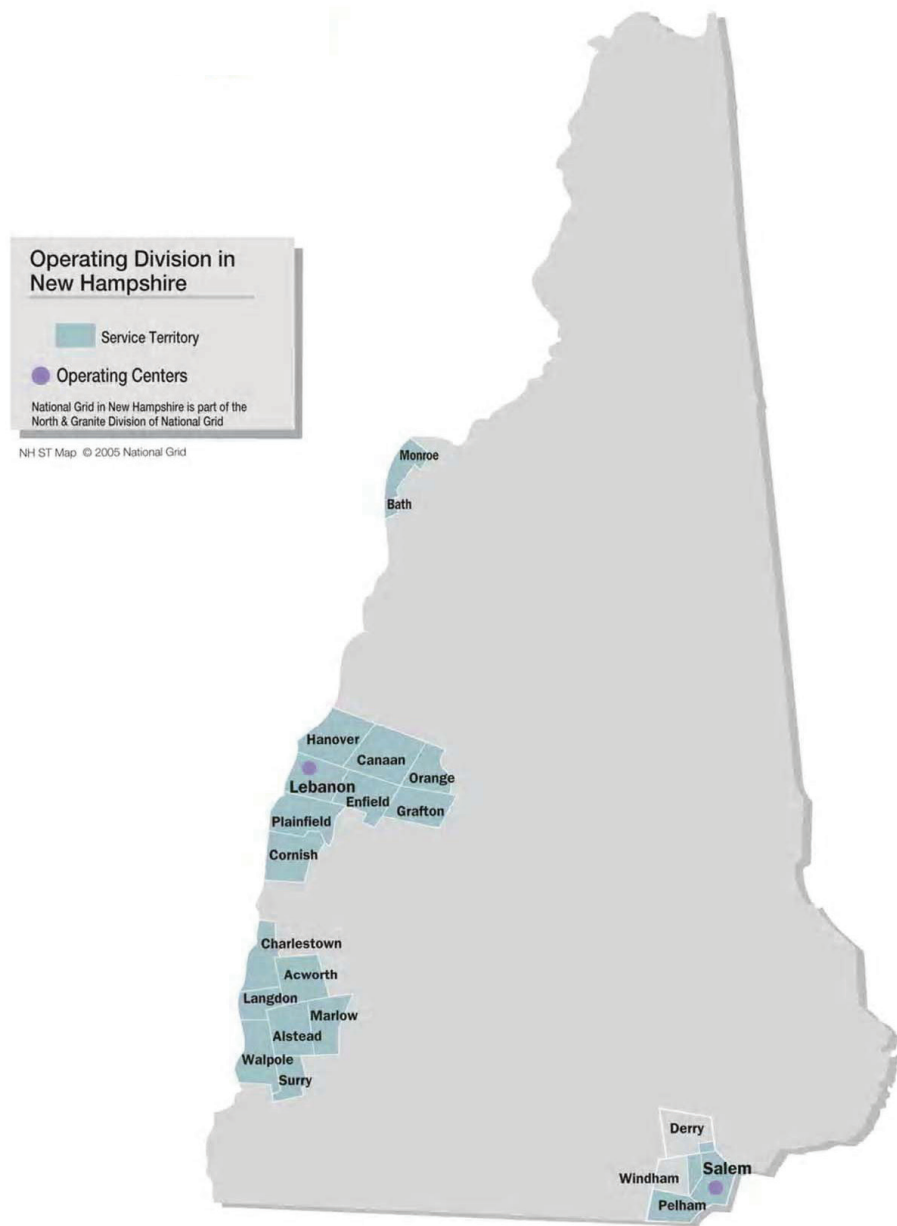 Operating Division in
New Hampshire
Service Territory
Operating Centers
National Grid in New Hampshire is part of the
North & Granite Division of National Grid
NH ST Map © 2005 National Grid
Monroe
Bath
Hanover
Canaan
Orange
Lebanon
Enfield
Grafton
Plainfield
Cornish
Charlestown
Acworth
Langdon
Marlow
Alstead
Walpole
Surry
Derry
Salem
Windham
Pelham